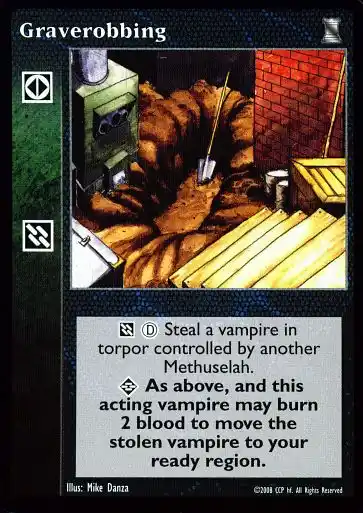 Graverobbing
D Steal a vampire in
torpor controlled by another
Methuselah.
As above, and this
acting vampire may burn
2 blood to move the
stolen vampire to your
ready region.
Illus: Mike Danza ©2008 CCP hf. All Rights Reserved